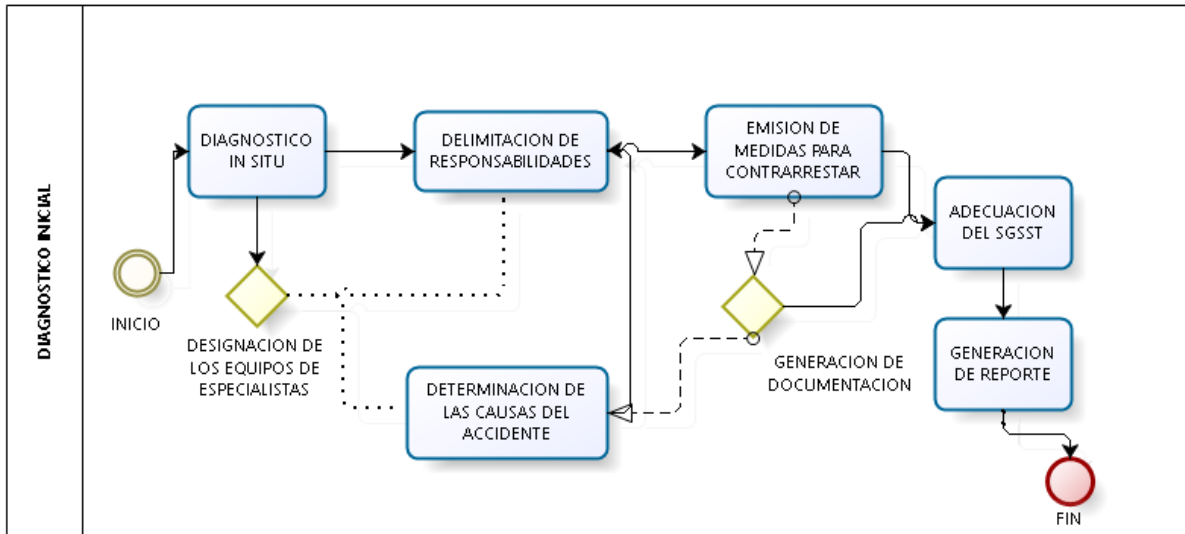 DIAGNOSTICO INICIAL
INICIO
DIAGNOSTICO
IN SITU
DESIGNACION DE
LOS EQUIPOS DE
ESPECIALISTAS
DELIMITACION DE
RESPONSABILIDADES
DETERMINACION DE
LAS CAUSAS DEL
ACCIDENTE
EMISION DE
MEDIDAS PARA
CONTRARRESTAR
GENERACION DE
DOCUMENTACION
ADECUACION
DEL SGSST
GENERACION
DE REPORTE
FIN